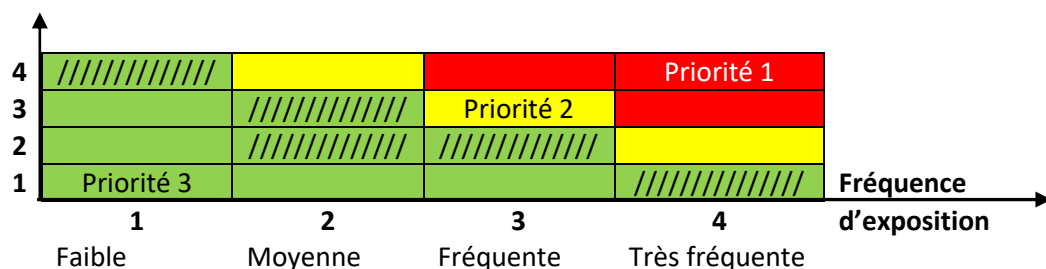 4 ////////////// Priorité 1
3 ////////////// Priorité 2
2 ////////////// //////////////
1 Priorité 3 /////////////// Fréquence
1 2 3 4 d’exposition
Faible Moyenne Fréquente Très fréquente